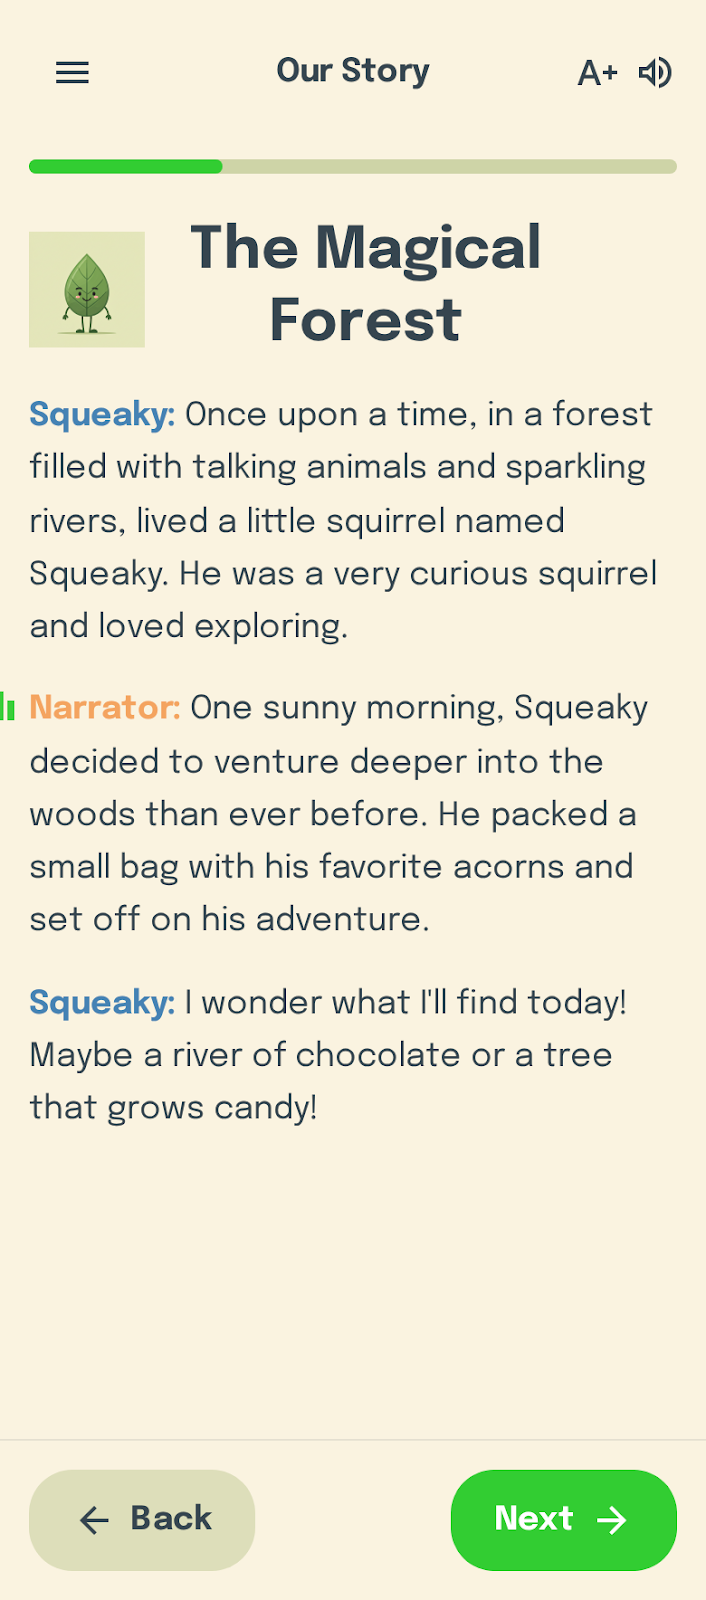 Our Story
A+
The Magical
Forest
Squeaky: Once upon a time, in a forest
filled with talking animals and sparkling
rivers, lived a little squirrel named
Squeaky. He was a very curious squirrel
and loved exploring.
Narrator: One sunny morning, Squeaky
decided to venture deeper into the
woods than ever before. He packed a
small bag with his favorite acorns and
set off on his adventure.
Squeaky: I wonder what I'll find today!
Maybe a river of chocolate or a tree
that grows candy!
Back
Next